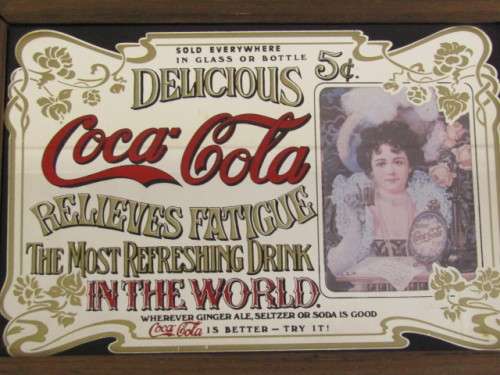 SOLD EVERYWHERE
IN GLASS OR BOTTLE
DELICIOUS 5¢.
Coca-Cola
RELIEVES FATIGUE
THE MOST REFRESHING DRINK
IN THE WORLD.
WHEREVER GINGER ALE, SELTZER OR SODA IS GOOD
Coca-Cola IS BETTER — TRY IT!